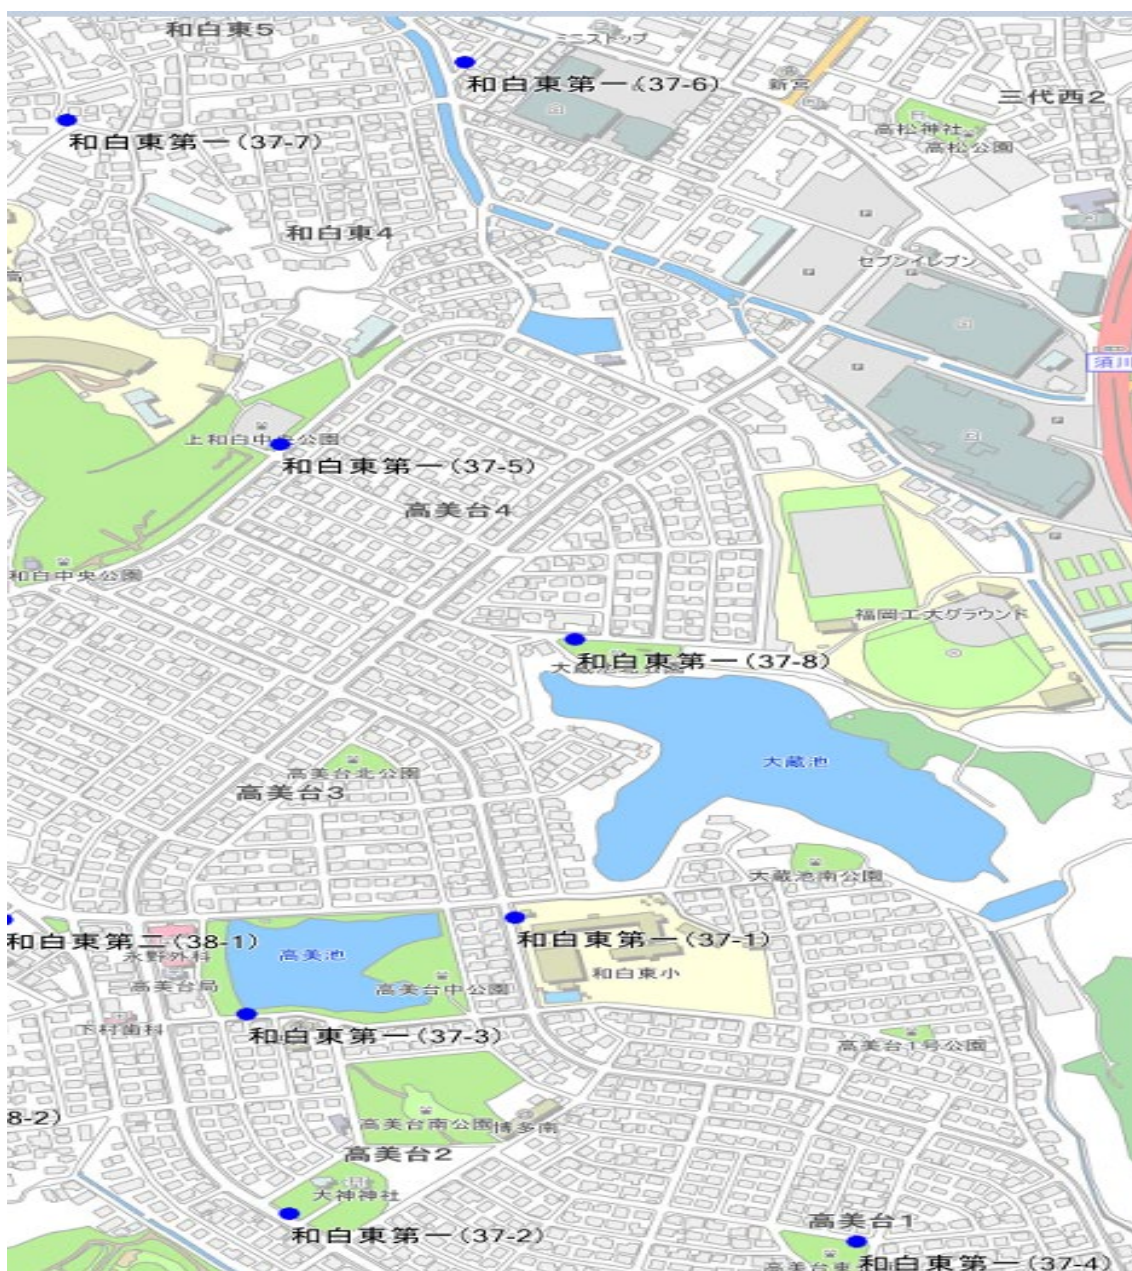 和白東5
ミニストップ
和白東第一(37-6)
新宮
三代西2
和白東第一(37-7)
高松神社
高松公園
和白東4
セブンイレブン
高
須川
上和白中央公園
和白東第一(37-5)
高美台4
和白中央公園
福岡工大グラウンド
和白東第一(37-8)
大蔵池
高美台北公園
高美台3
大蔵池南公園
和白東第二(38-1)
永野外科
高美池
和白東第一(37-1)
和白東小
高美台局
高美台中公園
下村歯科
和白東第一(37-3)
高美台1号公園
8-2)
高美台南公園
博多南
高美台2
大神神社
和白東第一(37-2)
高美台1
高美台東
和白東第一(37-4)